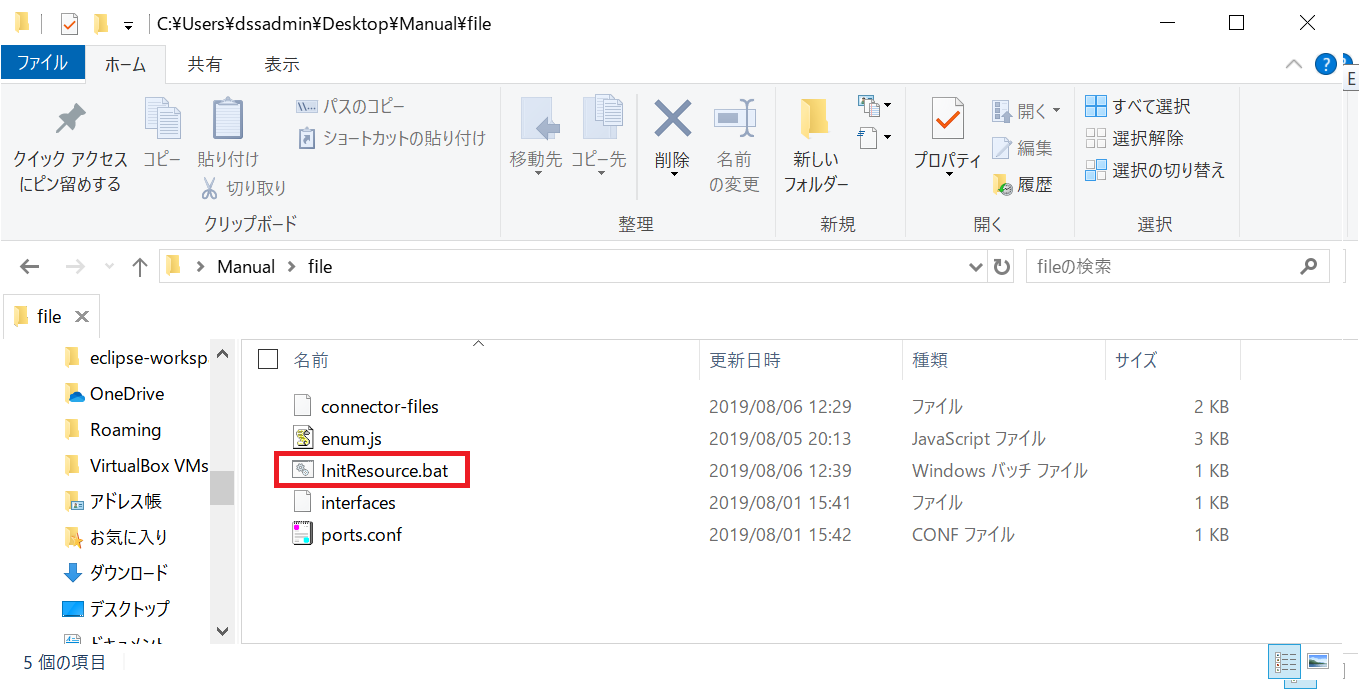 C:¥Users¥dssadmin¥Desktop¥Manual¥file
ファイル ホーム 共有 表示
?
E
クイック アクセス
にピン留めする
コピー
貼り付け
パスのコピー
ショートカットの貼り付け
切り取り
クリップボード
移動先
コピー先
削除
名前
の変更
整理
新しい
フォルダー
新規
プロパティ
開く
編集
履歴
開く
すべて選択
選択解除
選択の切り替え
選択
Manual file
fileの検索
file
eclipse-worksp
OneDrive
Roaming
VirtualBox VMs
アドレス帳
お気に入り
ダウンロード
デスクトップ
ドキュメント
名前 更新日時 種類 サイズ
connector-files 2019/08/06 12:29 ファイル 2 KB
enum.js 2019/08/05 20:13 JavaScript ファイル 3 KB
InitResource.bat 2019/08/06 12:39 Windows バッチ ファイル 1 KB
interfaces 2019/08/01 15:41 ファイル 1 KB
ports.conf 2019/08/01 15:42 CONF ファイル 1 KB
5 個の項目